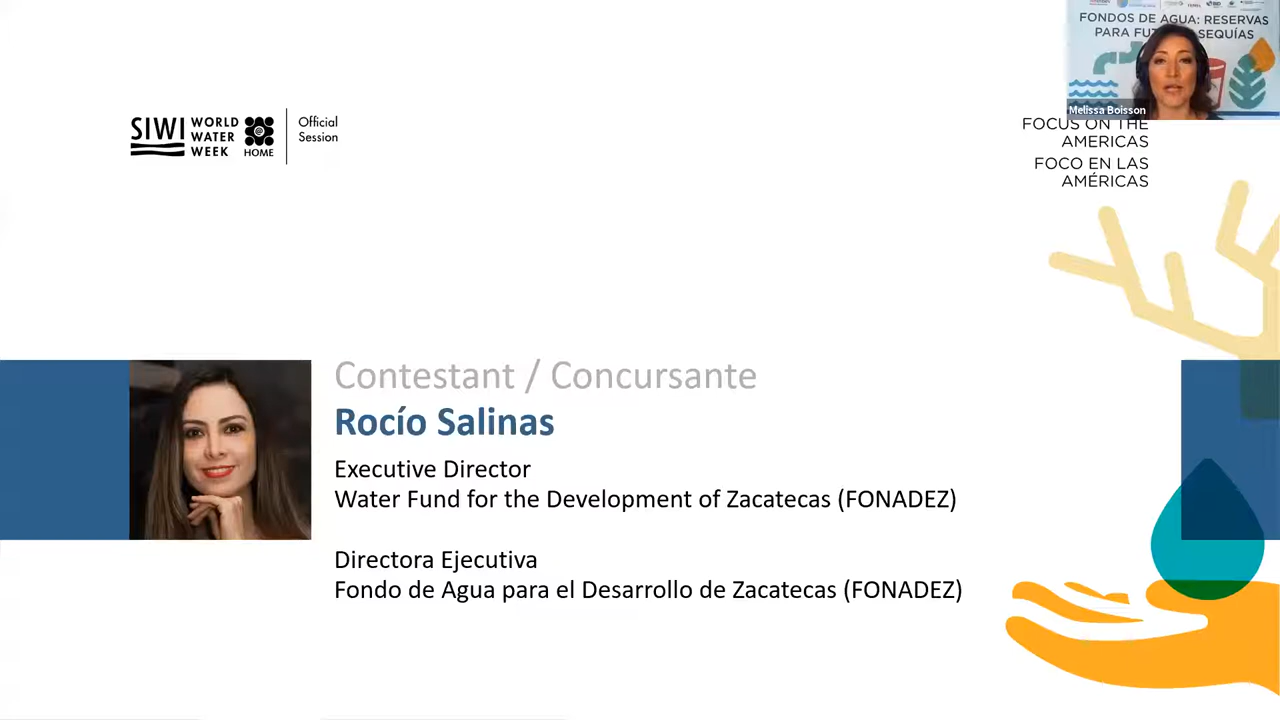 FONDOS DE AGUA: RESERVAS
PARA FUT SEQUÍAS
Melissa Boisson
SIWI
WORLD
WATER
WEEK
HOME
Official
Session
FOCUS ON THE
AMERICAS
FOCO EN LAS
AMÉRICAS
Contestant / Concursante
Rocío Salinas
Executive Director
Water Fund for the Development of Zacatecas (FONADEZ)
Directora Ejecutiva
Fondo de Agua para el Desarrollo de Zacatecas (FONADEZ)